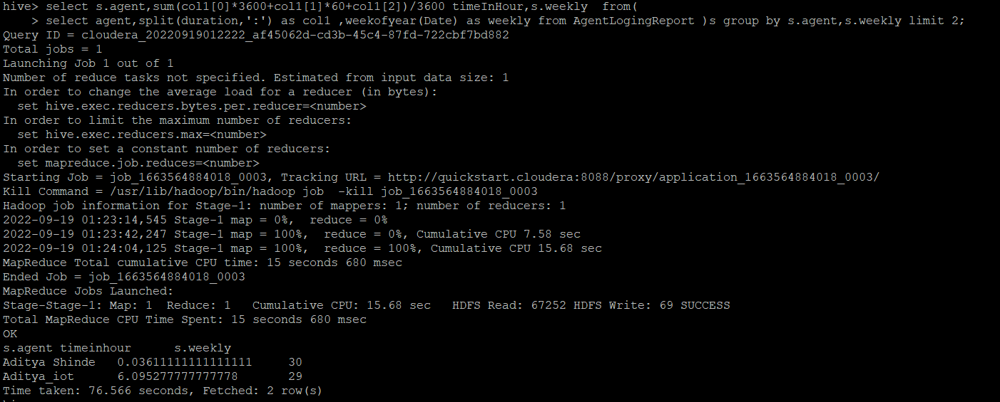 hive> select s.agent,sum(col1[0]*3600+col1[1]*60+col1[2])/3600 timeInHour,s.weekly  from(
    > select agent,split(duration,':') as col1 ,weekofyear(Date) as weekly from AgentLogingReport )s group by s.agent,s.weekly limit 2;
Query ID = cloudera_20220919012222_af45062d-cd3b-45c4-87fd-722cbf7bd882
Total jobs = 1
Launching Job 1 out of 1
Number of reduce tasks not specified. Estimated from input data size: 1
In order to change the average load for a reducer (in bytes):
  set hive.exec.reducers.bytes.per.reducer=<number>
In order to limit the maximum number of reducers:
  set hive.exec.reducers.max=<number>
In order to set a constant number of reducers:
  set mapreduce.job.reduces=<number>
Starting Job = job_1663564884018_0003, Tracking URL = http://quickstart.cloudera:8088/proxy/application_1663564884018_0003/
Kill Command = /usr/lib/hadoop/bin/hadoop job  -kill job_1663564884018_0003
Hadoop job information for Stage-1: number of mappers: 1; number of reducers: 1
2022-09-19 01:23:14,545 Stage-1 map = 0%,  reduce = 0%
2022-09-19 01:23:42,247 Stage-1 map = 100%,  reduce = 0%, Cumulative CPU 7.58 sec
2022-09-19 01:24:04,125 Stage-1 map = 100%,  reduce = 100%, Cumulative CPU 15.68 sec
MapReduce Total cumulative CPU time: 15 seconds 680 msec
Ended Job = job_1663564884018_0003
MapReduce Jobs Launched:
Stage-Stage-1: Map: 1  Reduce: 1   Cumulative CPU: 15.68 sec   HDFS Read: 67252 HDFS Write: 69 SUCCESS
Total MapReduce CPU Time Spent: 15 seconds 680 msec
OK
s.agent timeinhour      s.weekly
Aditya Shinde   0.03611111111111111     30
Aditya_iot      6.095277777777778       29
Time taken: 76.566 seconds, Fetched: 2 row(s)